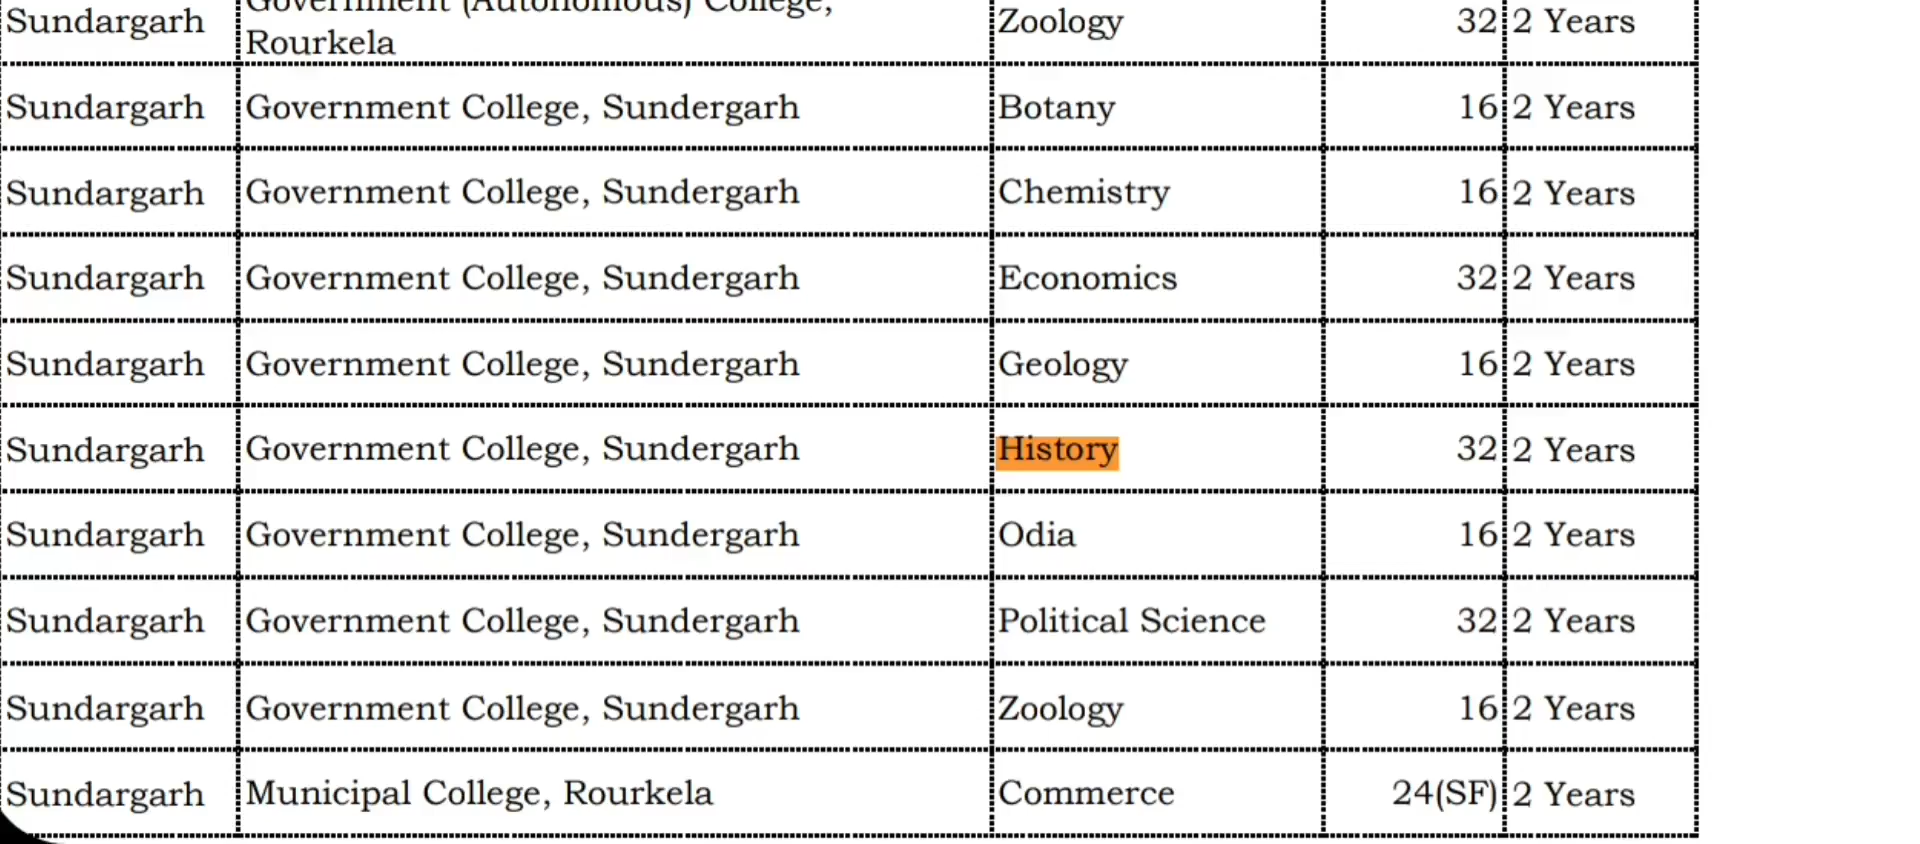 Sundargarh Government (Autonomous) College, Rourkela Zoology 32 2 Years
Sundargarh Government College, Sundergarh Botany 16 2 Years
Sundargarh Government College, Sundergarh Chemistry 16 2 Years
Sundargarh Government College, Sundergarh Economics 32 2 Years
Sundargarh Government College, Sundergarh Geology 16 2 Years
Sundargarh Government College, Sundergarh History 32 2 Years
Sundargarh Government College, Sundergarh Odia 16 2 Years
Sundargarh Government College, Sundergarh Political Science 32 2 Years
Sundargarh Government College, Sundergarh Zoology 16 2 Years
Sundargarh Municipal College, Rourkela Commerce 24(SF) 2 Years